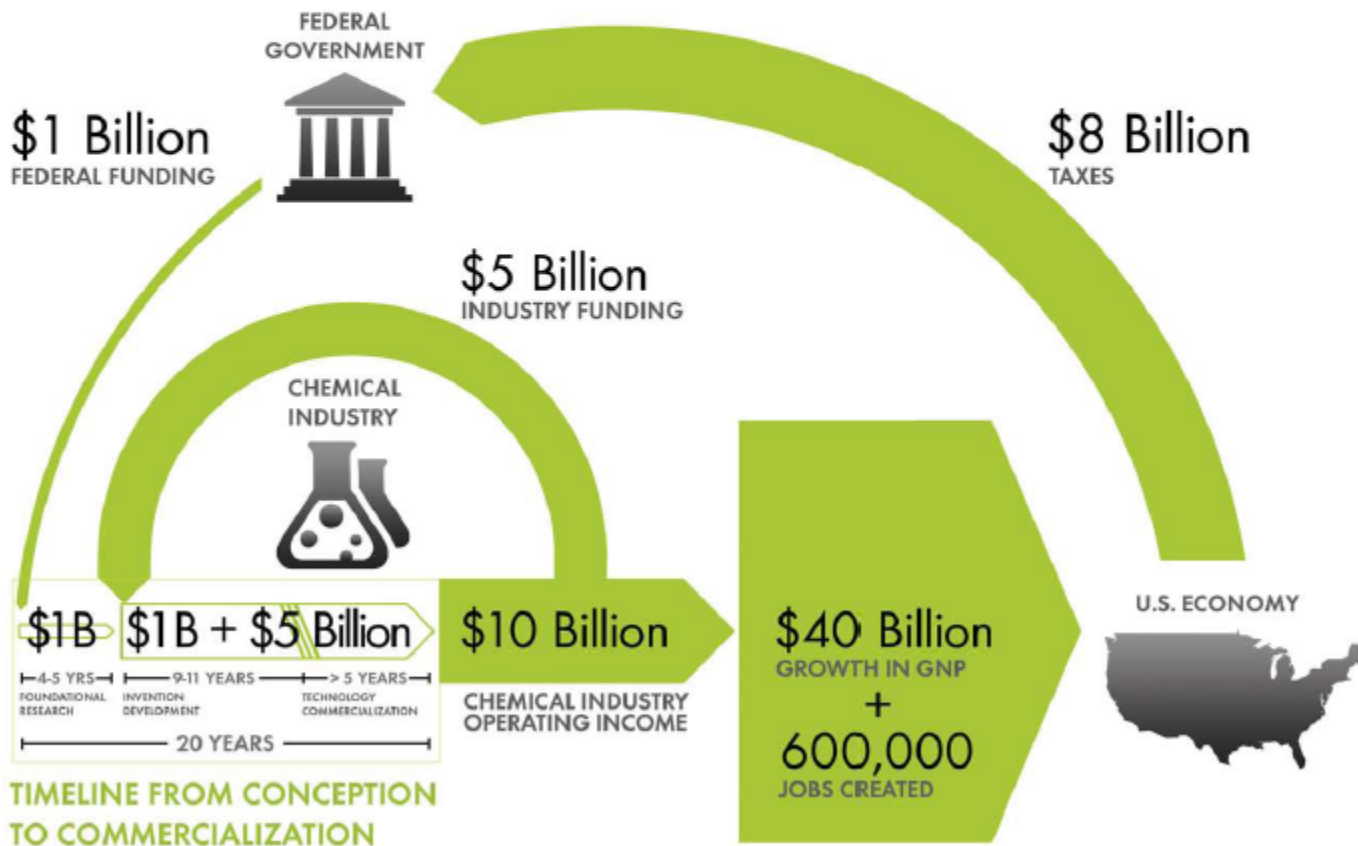 FEDERAL
GOVERNMENT
$1 Billion
FEDERAL FUNDING
$8 Billion
TAXES
$5 Billion
INDUSTRY FUNDING
CHEMICAL
INDUSTRY
$1B
$1B + $5 Billion
4-5 YRS
FOUNDATIONAL
RESEARCH
9-11 YEARS
INVENTION
DEVELOPMENT
> 5 YEARS
TECHNOLOGY
COMMERCIALIZATION
20 YEARS
TIMELINE FROM CONCEPTION
TO COMMERCIALIZATION
$10 Billion
CHEMICAL INDUSTRY
OPERATING INCOME
$40 Billion
GROWTH IN GNP
+
600,000
JOBS CREATED
U.S. ECONOMY